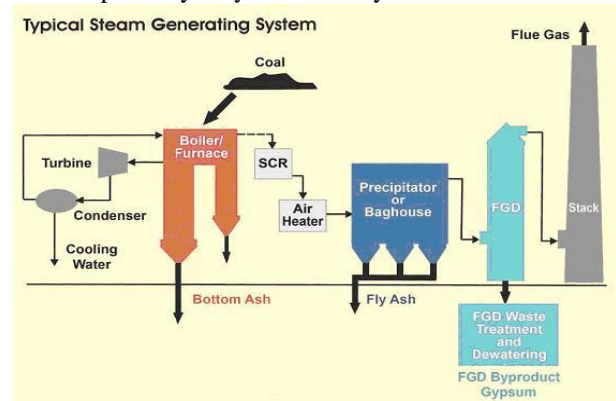 Typical Steam Generating System
Flue Gas
Coal
Boiler/
Furnace
Turbine
SCR
Condenser
Air
Heater
Precipitator
or
Baghouse
FGD
Stack
Cooling
Water
Bottom Ash
Fly Ash
FGD Waste
Treatment
and
Dewatering
FGD Byproduct
Gypsum